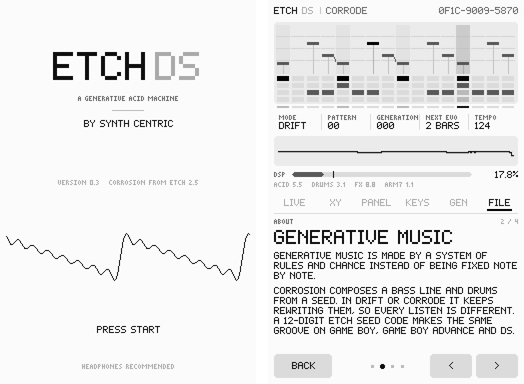 ETCH DS
A GENERATIVE ACID MACHINE
BY SYNTH CENTRIC
VERSION 0.3 CORROSION FROM ETCH 2.5
PRESS START
HEADPHONES RECOMMENDED
ETCH DS | CORRODE 0F1C-9009-5870
MODE PATTERN GENERATION NEXT EVO TEMPO
DRIFT 00 000 2 BARS 124
DSP 17.8%
ACID 5.5 DRUMS 3.1 FX 8.8 ARM7 1.1
LIVE XY PANEL KEYS GEN FILE
ABOUT 2 / 4
GENERATIVE MUSIC
GENERATIVE MUSIC IS MADE BY A SYSTEM OF
RULES AND CHANCE INSTEAD OF BEING FIXED NOTE
BY NOTE.
CORROSION COMPOSES A BASS LINE AND DRUMS
FROM A SEED. IN DRIFT OR CORRODE IT KEEPS
REWRITING THEM, SO EVERY LISTEN IS DIFFERENT.
A 12-DIGIT ETCH SEED CODE MAKES THE SAME
GROOVE ON GAME BOY, GAME BOY ADVANCE AND DS.
BACK < >